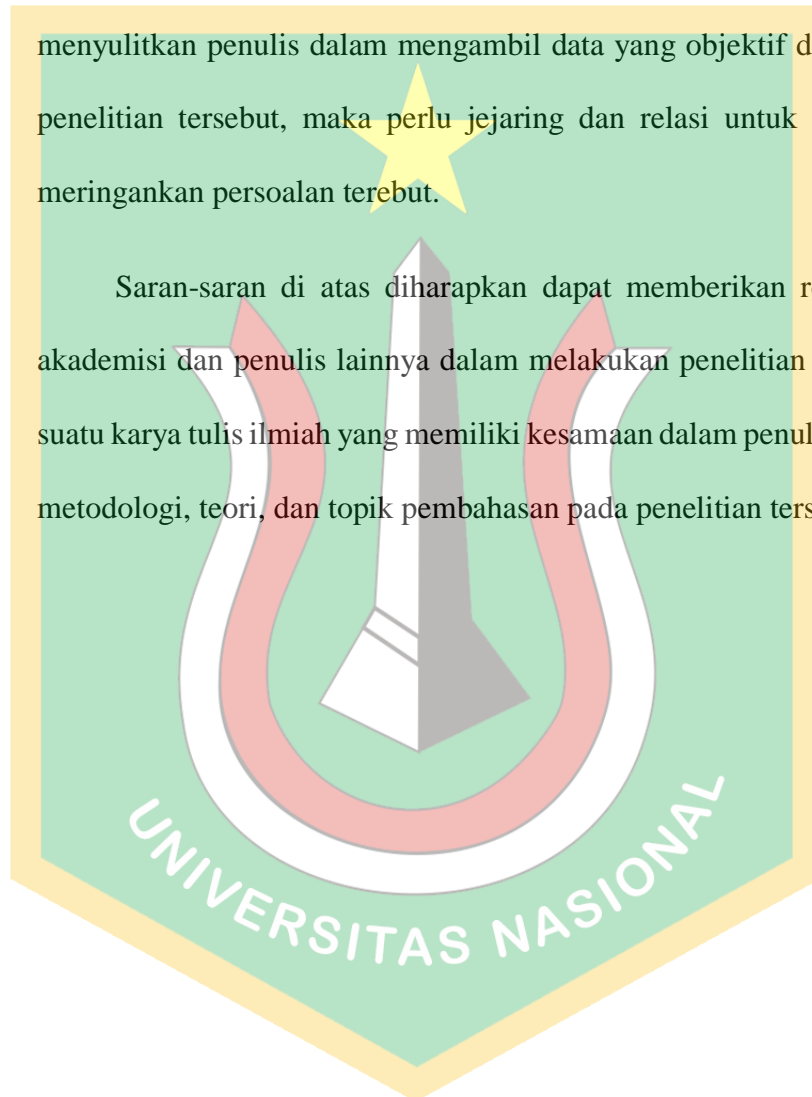 menyulitkan penulis dalam mengambil data yang objektif
penelitian tersebut, maka perlu jejaring dan relasi untuk
meringankan persoalan terebut.
Saran-saran di atas diharapkan dapat memberikan
akademisi dan penulis lainnya dalam melakukan penelitian
suatu karya tulis ilmiah yang memiliki kesamaan dalam
metodologi, teori, dan topik pembahasan pada penelitian
UNIVERSITAS NASIONAL